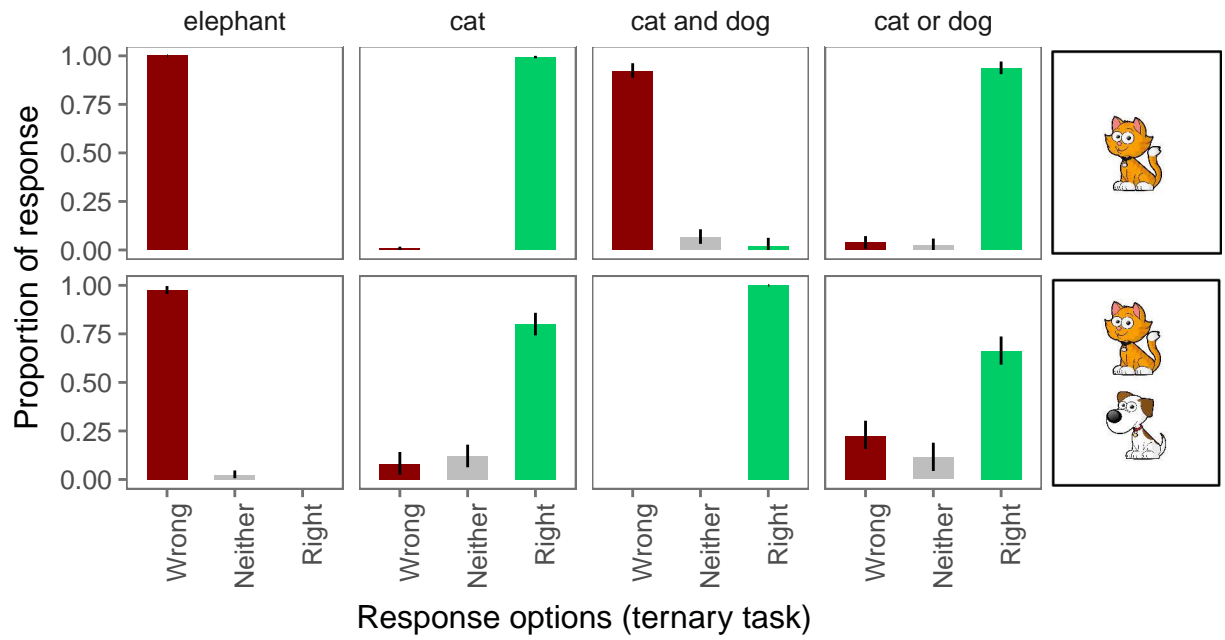 elephant cat cat and dog cat or dog
Proportion of response
1.00
0.75
0.50
0.25
0.00
1.00
0.75
0.50
0.25
0.00
Wrong Neither Right Wrong Neither Right Wrong Neither Right Wrong Neither Right
Response options (ternary task)